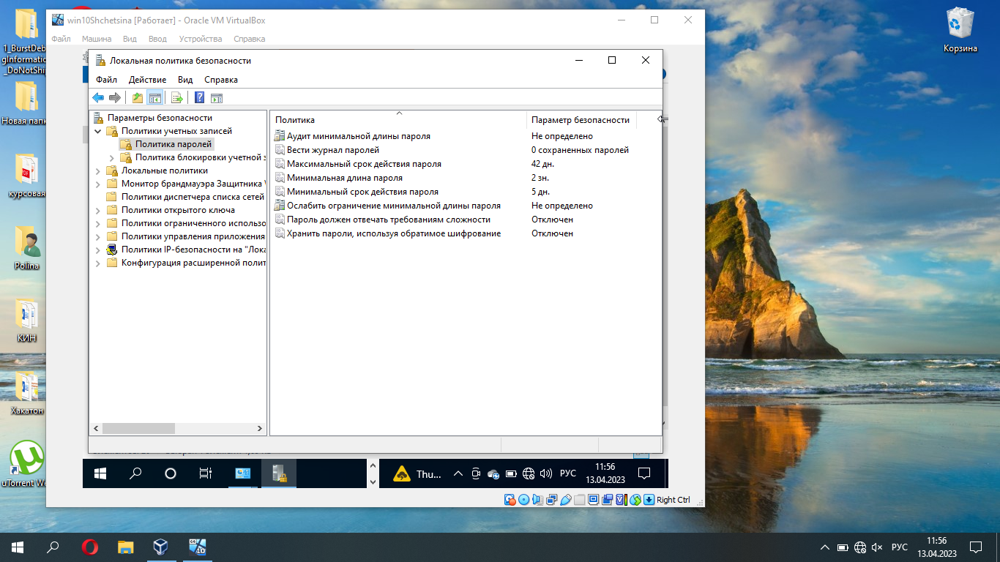 win10Shchetsina [Работает] - Oracle VM VirtualBox
Файл Машина Вид Ввод Устройства Справка
Локальная политика безопасности
Файл Действие Вид Справка
Параметры безопасности
Политики учетных записей
Политика паролей
Политика блокировки учетной з
Локальные политики
Монитор брандмауэра Защитника
Политики диспетчера списка сетей
Политики открытого ключа
Политики ограниченного использо
Политики управления приложения
Политики IP-безопасности на "Лока
Конфигурация расширенной полит
Политика Параметр безопасности
Аудит минимальной длины пароля Не определено
Вести журнал паролей 0 сохраненных паролей
Максимальный срок действия пароля 42 дн.
Минимальная длина пароля 2 зн.
Минимальный срок действия пароля 5 дн.
Ослабить ограничение минимальной длины пароля Не определено
Пароль должен отвечать требованиям сложности Отключен
Хранить пароли, используя обратимое шифрование Отключен
Thu... РУС 11:56
13.04.2023
Right Ctrl
1_BurstDeb
gInformatic
_DoNotShi
Новая папк
курсовая
Polina
КИН
Хакатон
uTorrent We
Корзина
РУС 11:56
13.04.2023